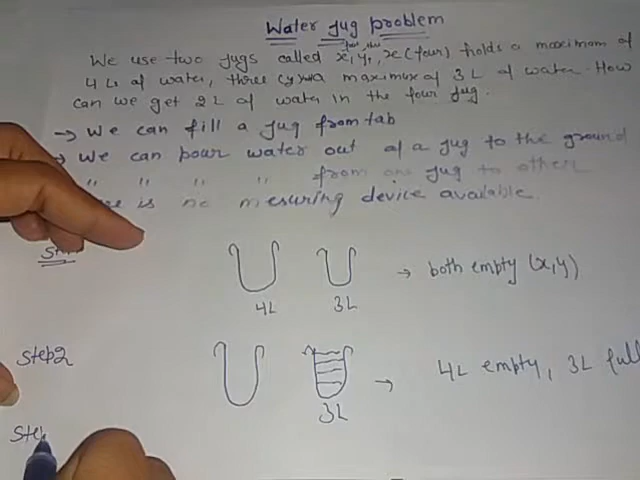 Water Jug problem
We use two Jugs called x, y, x (four) holds a maximum of
4 L of water, three (y) a maximum of 3L of water. How
can we get 2L of water in the four Jug.
→ We can fill a Jug from tab
→ We can pour water out of a Jug to the ground
" " " " from one Jug to other
is no mesuring device available.
→ both empty (x,y)
4L 3L
Step2
→ 4L empty, 3L full
3L